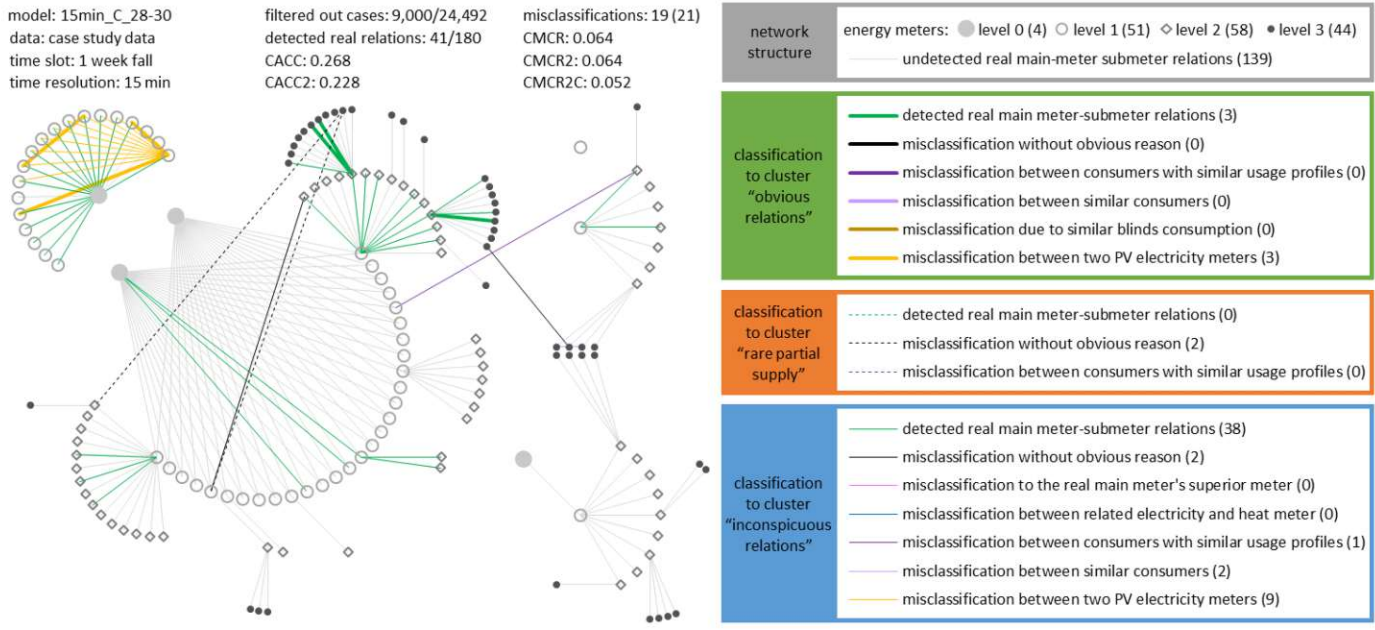 model: 15min_C_28-30
data: case study data
time slot: 1 week fall
time resolution: 15 min
filtered out cases: 9,000/24,492
detected real relations: 41/180
CACC: 0.268
CACC2: 0.228
misclassifications: 19 (21)
CMCR: 0.064
CMCR2: 0.064
CMCR2C: 0.052
network
structure
energy meters: level 0 (4) level 1 (51) level 2 (58) level 3 (44)
undetected real main-meter submeter relations (139)
classification
to cluster
“obvious
relations”
detected real main meter-submeter relations (3)
misclassification without obvious reason (0)
misclassification between consumers with similar usage profiles (0)
misclassification between similar consumers (0)
misclassification due to similar blinds consumption (0)
misclassification between two PV electricity meters (3)
classification
to cluster
“rare partial
supply”
detected real main meter-submeter relations (0)
misclassification without obvious reason (2)
misclassification between consumers with similar usage profiles (0)
classification
to cluster
“inconspicuous
relations”
detected real main meter-submeter relations (38)
misclassification without obvious reason (2)
misclassification to the real main meter's superior meter (0)
misclassification between related electricity and heat meter (0)
misclassification between consumers with similar usage profiles (1)
misclassification between similar consumers (2)
misclassification between two PV electricity meters (9)